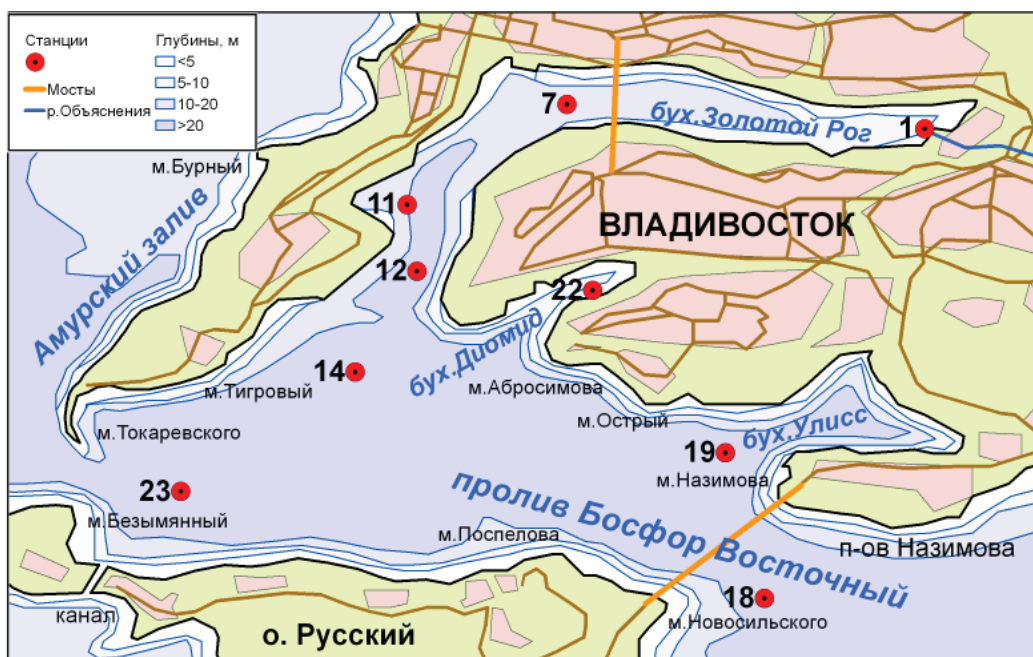 Станции
Глубины, м
<5
5-10
10-20
>20
Мосты
р.Объяснения
м.Бурный
7
бух.Золотой Рог
1
11
ВЛАДИВОСТОК
Амурский залив
12
22
14
бух.Диомид
м.Тигровый
м.Абросимова
м.Острый
м.Токаревского
бух.Улисс
19
м.Назимова
23
м.Безымянный
пролив Босфор Восточный
м.Поспелова
п-ов Назимова
18
канал
м.Новосильского
о. Русский